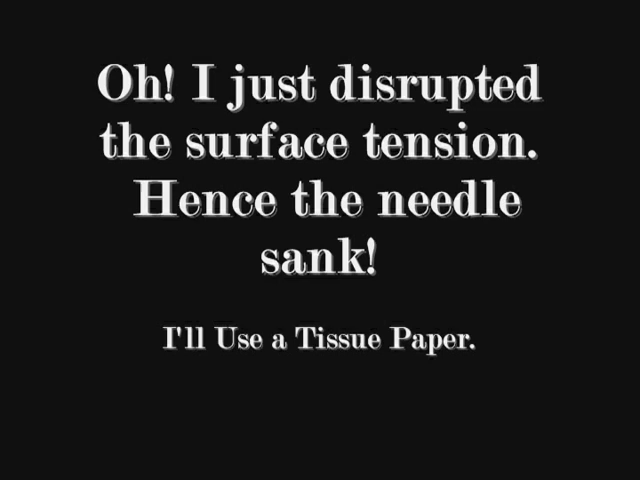 Oh! I just disrupted
the surface tension.
Hence the needle
sank!
I'll Use a Tissue Paper.